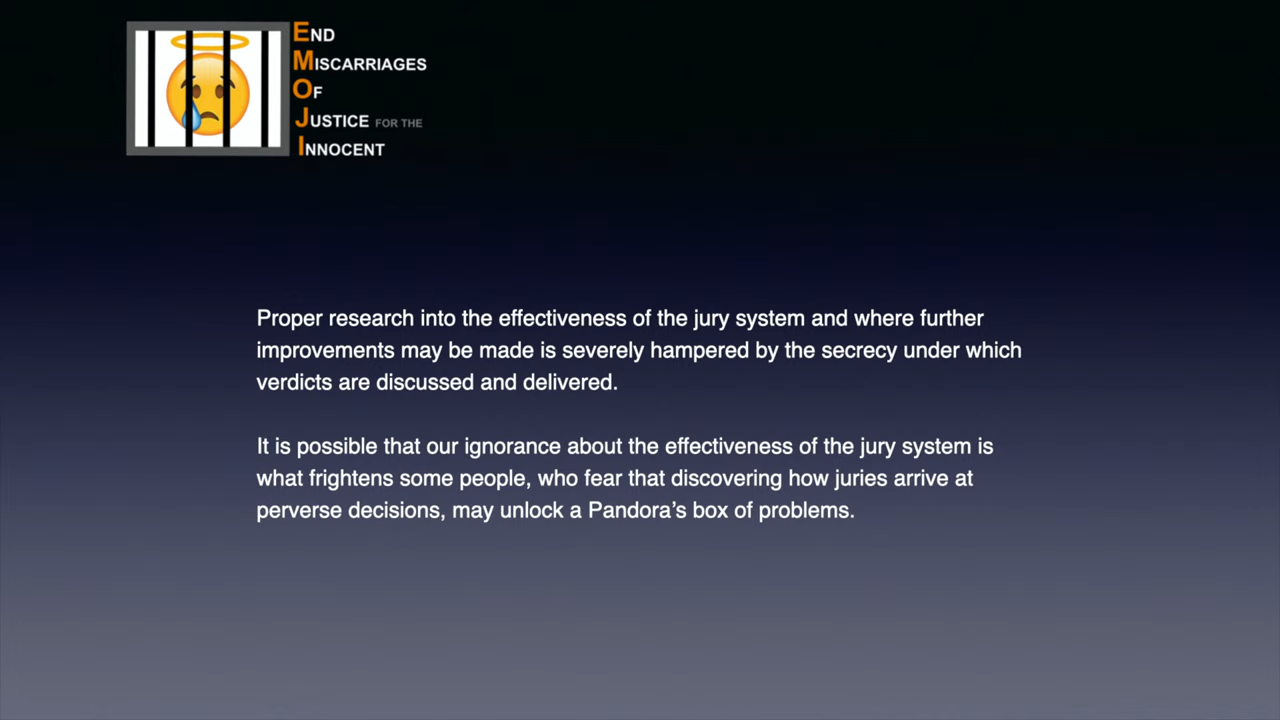 END
MISCARRIAGES
OF
JUSTICE FOR THE
INNOCENT
Proper research into the effectiveness of the jury system and where further
improvements may be made is severely hampered by the secrecy under which
verdicts are discussed and delivered.
It is possible that our ignorance about the effectiveness of the jury system is
what frightens some people, who fear that discovering how juries arrive at
perverse decisions, may unlock a Pandora’s box of problems.